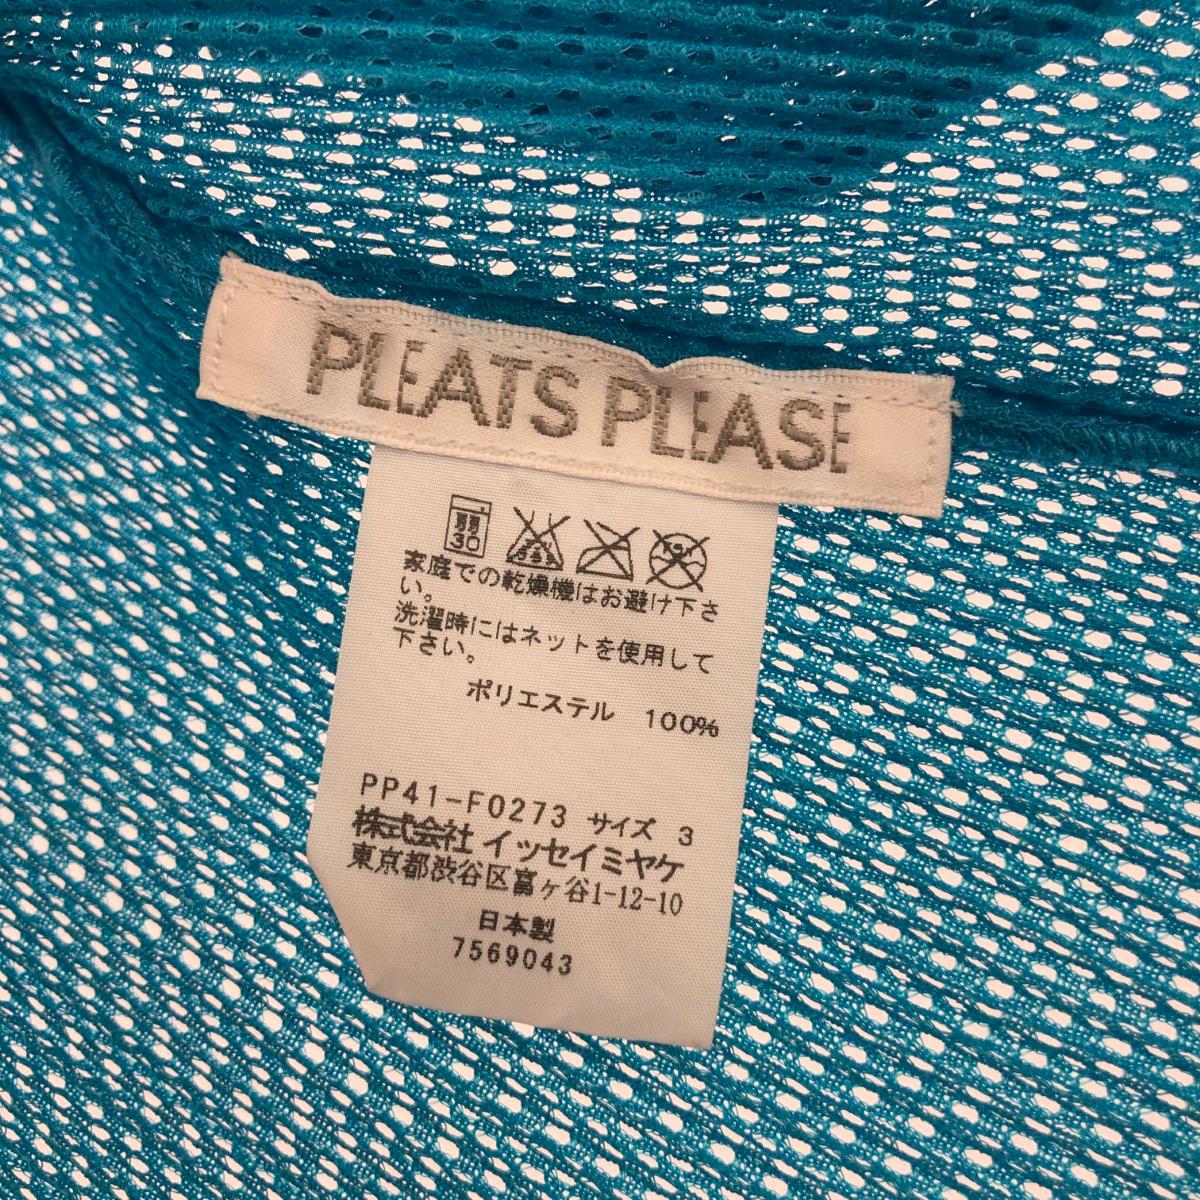 PLEATS PLEASE
弱
30
家庭での乾燥機はお避け下さ
い。
洗濯時にはネットを使用して
下さい。
ポリエステル 100%
PP41-F0273 サイズ 3
株式会社 イッセイミヤケ
東京都渋谷区富ヶ谷1-12-10
日本製
7569043